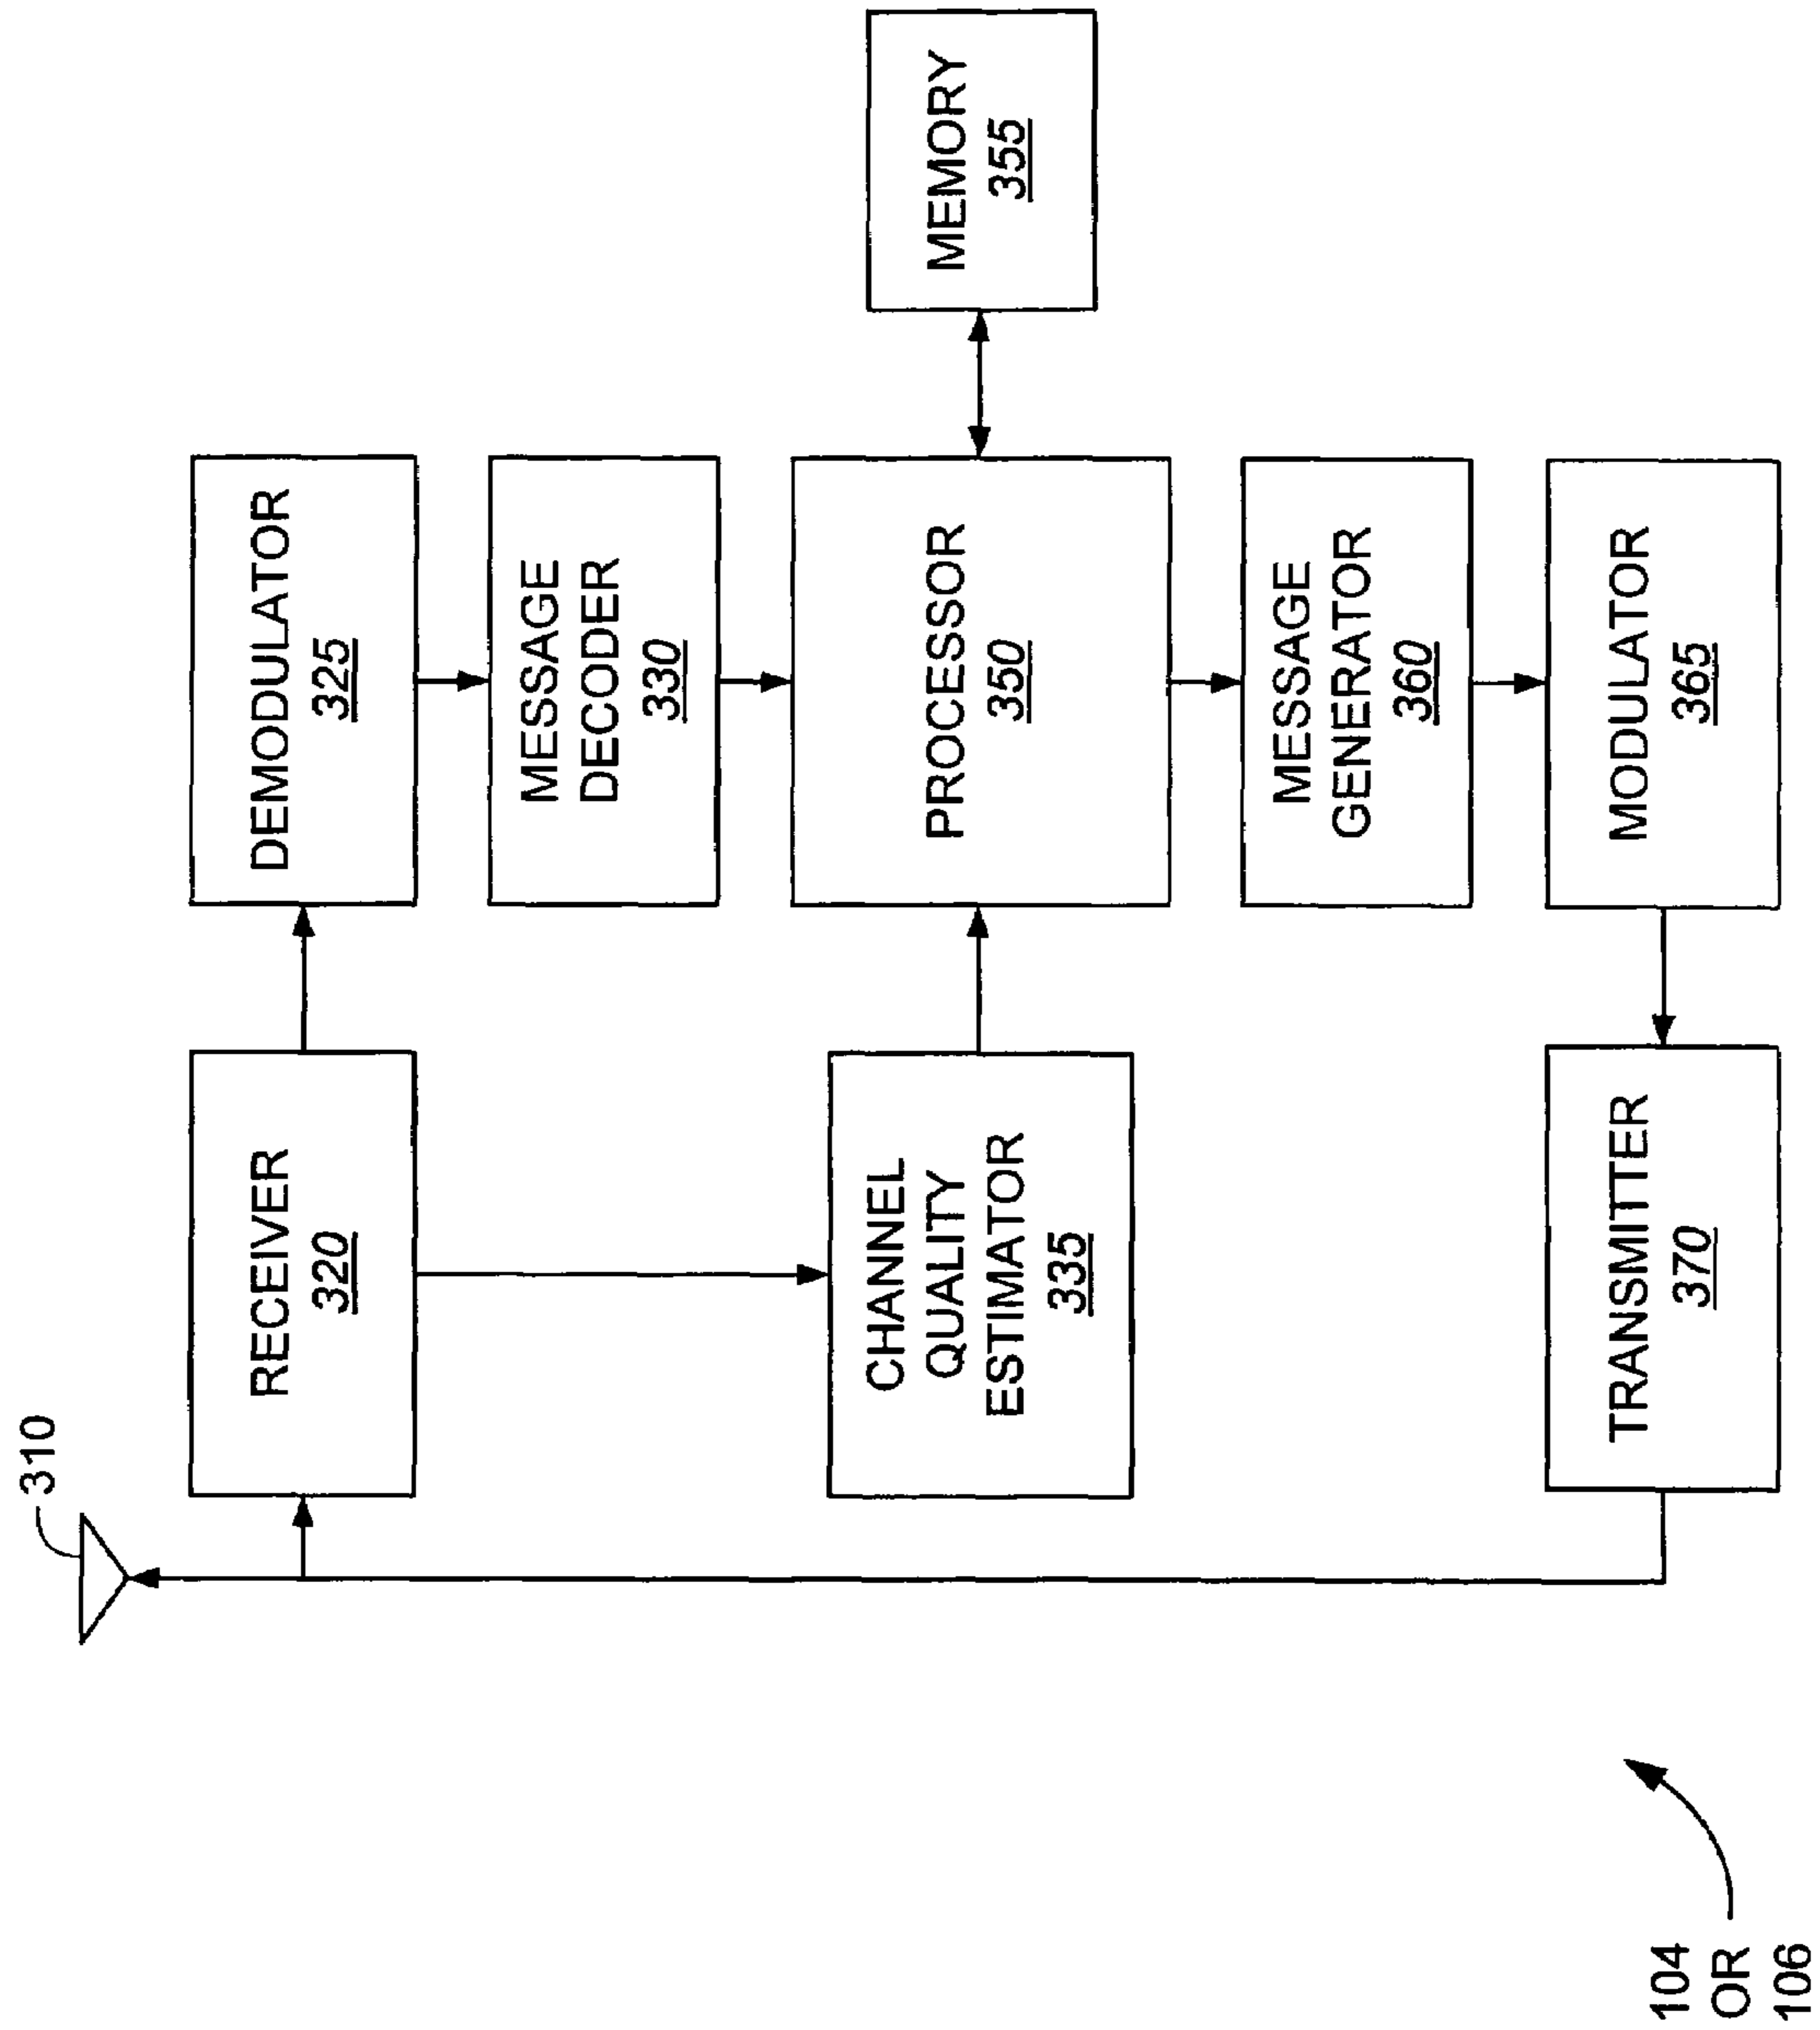 310
RECEIVER
320
DEMODULATOR
325
MESSAGE
DECODER
330
CHANNEL
QUALITY
ESTIMATOR
335
PROCESSOR
350
MEMORY
355
MESSAGE
GENERATOR
360
TRANSMITTER
370
MODULATOR
365
104
OR
106